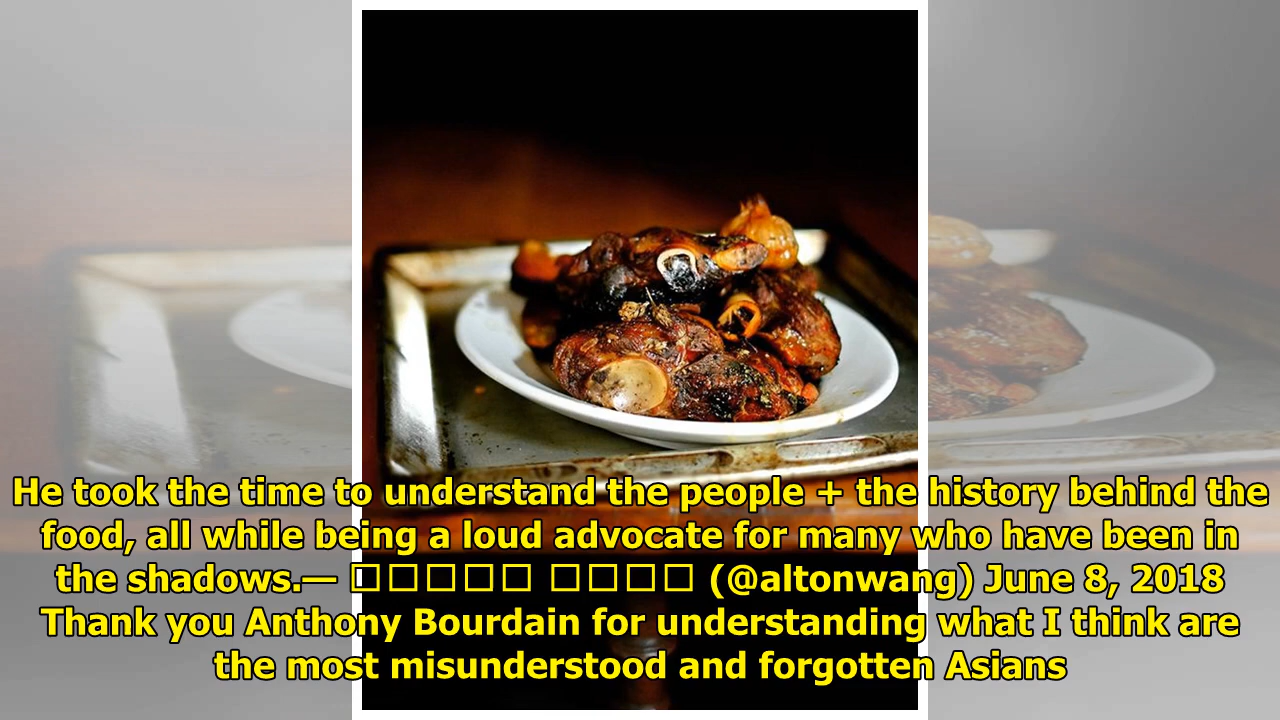 He took the time to understand the people + the history behind the
food, all while being a loud advocate for many who have been in
the shadows.— □□□□□ □□□□ (@altonwang) June 8, 2018
Thank you Anthony Bourdain for understanding what I think are
the most misunderstood and forgotten Asians